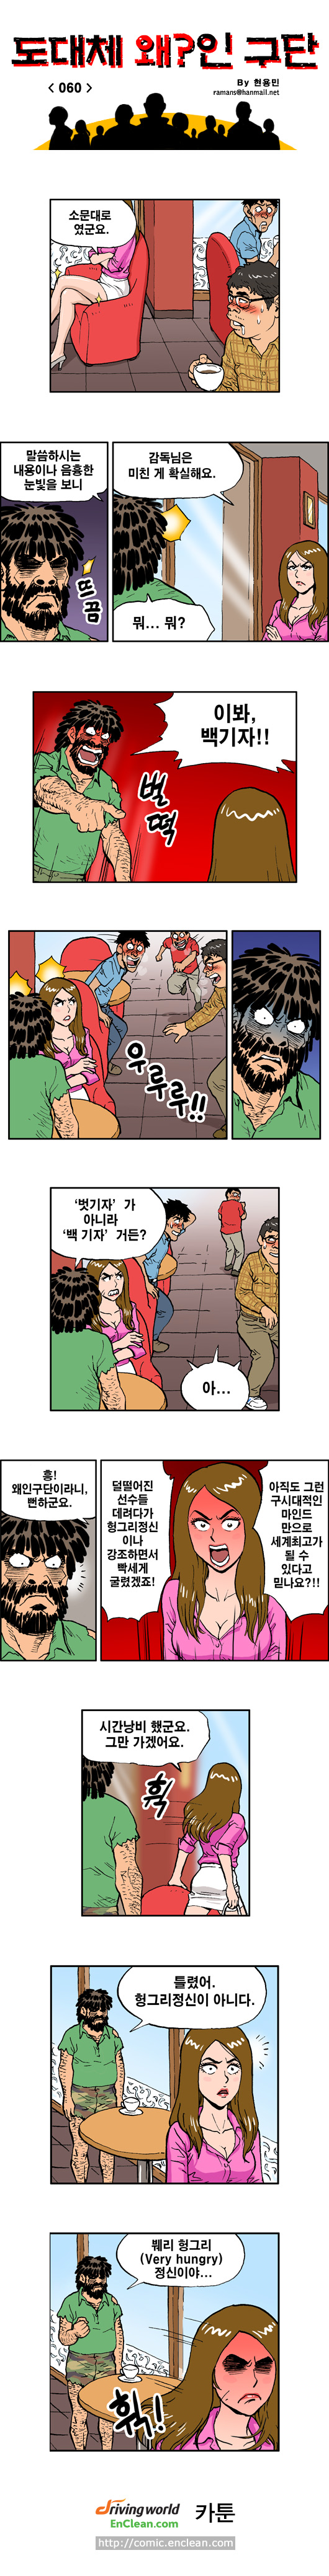 도대체 왜?인 구단
< 060 >
By 현용민
ramans@hanmail.net
소문대로
였군요.
말씀하시는
내용이나 음흉한
눈빛을 보니
뜨끔
감독님은
미친 게 확실해요.
뭐... 뭐?
이봐,
백기자!!
벌떡
우루루!!
‘벗기자’가
아니라
‘백 기자’거든?
아...
흥!
왜인구단이라니,
뻔하군요.
덜떨어진
선수들
데려다가
헝그리정신
이나
강조하면서
빡세게
굴렸겠죠!
아직도 그런
구시대적인
마인드
만으로
세계최고가
될 수
있다고
믿나요?!!
시간낭비 했군요.
그만 가겠어요.
휙
틀렸어.
헝그리정신이 아니다.
붸리 헝그리
(Very hungry)
정신이야...
휙!
driving world
EnClean.com
카툰
http://comic.enclean.com